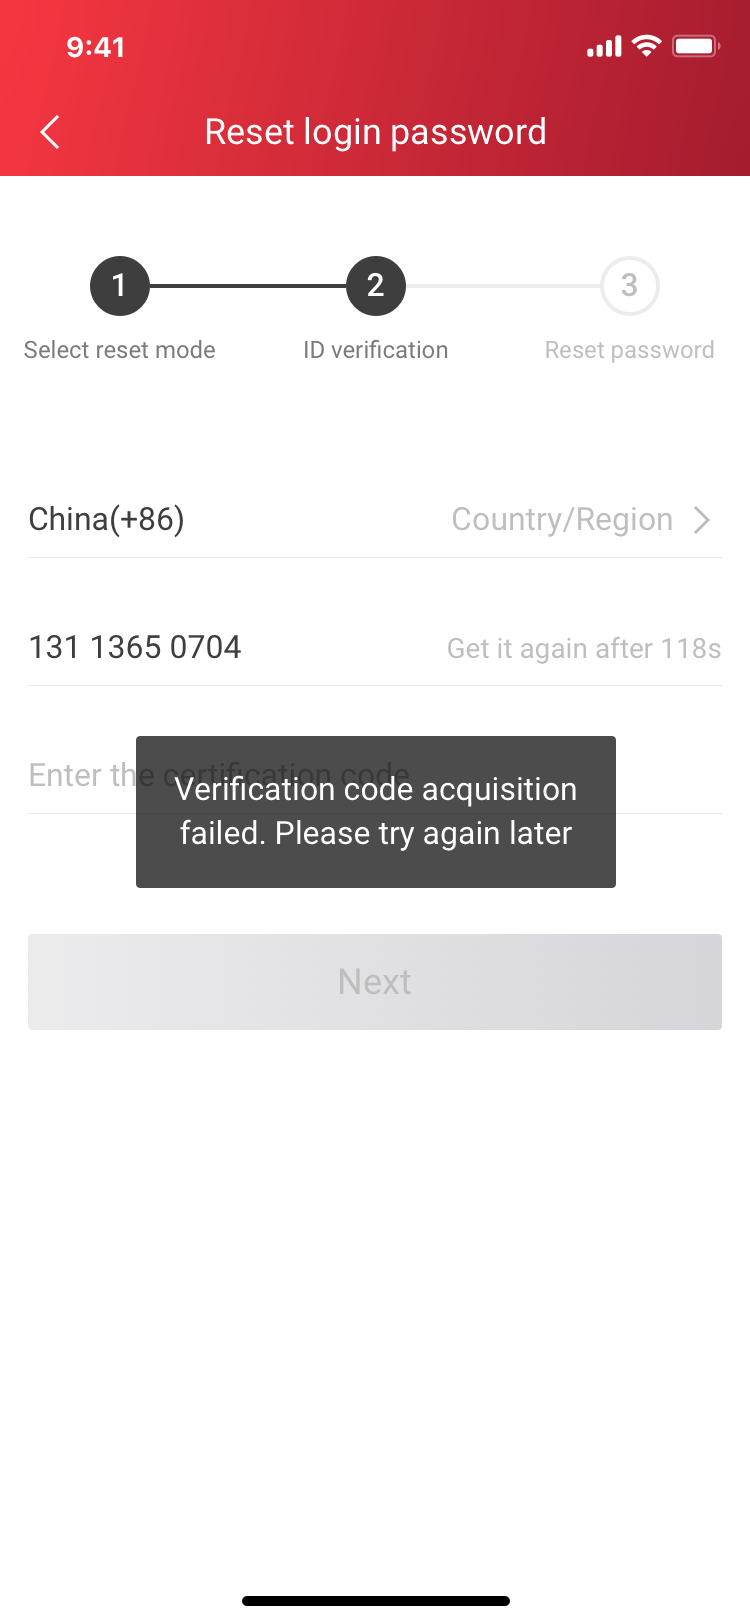 9:41
Reset login password
1
2
3
Select reset mode
ID verification
Reset password
China(+86)
Country/Region
131 1365 0704
Get it again after 118s
Enter the certification code
Verification code acquisition
failed. Please try again later
Next